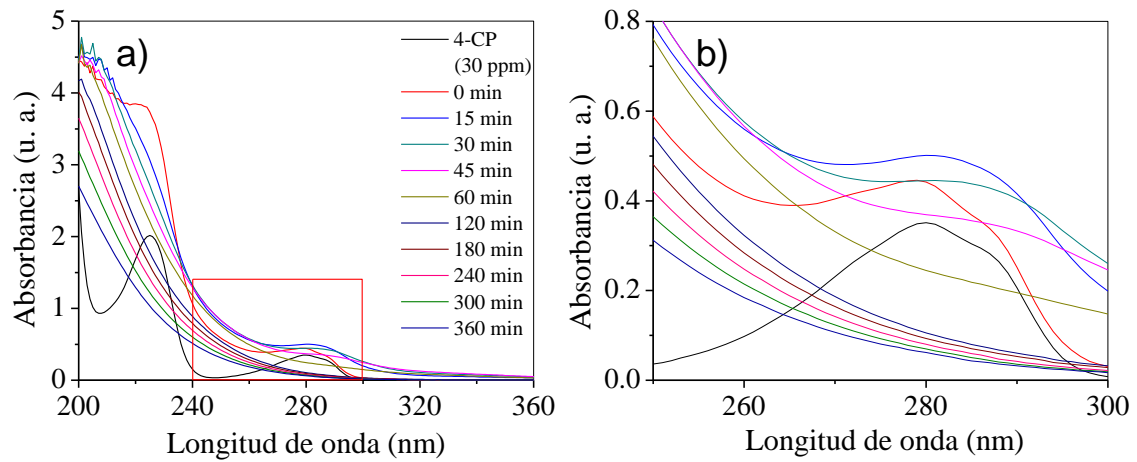 a)
5
4
3
2
1
0
Absorbancia (u. a.)
200 240 280 320 360
Longitud de onda (nm)
4-CP
(30 ppm)
0 min
15 min
30 min
45 min
60 min
120 min
180 min
240 min
300 min
360 min
b)
0.8
0.6
0.4
0.2
0.0
Absorbancia (u. a.)
260 280 300
Longitud de onda (nm)